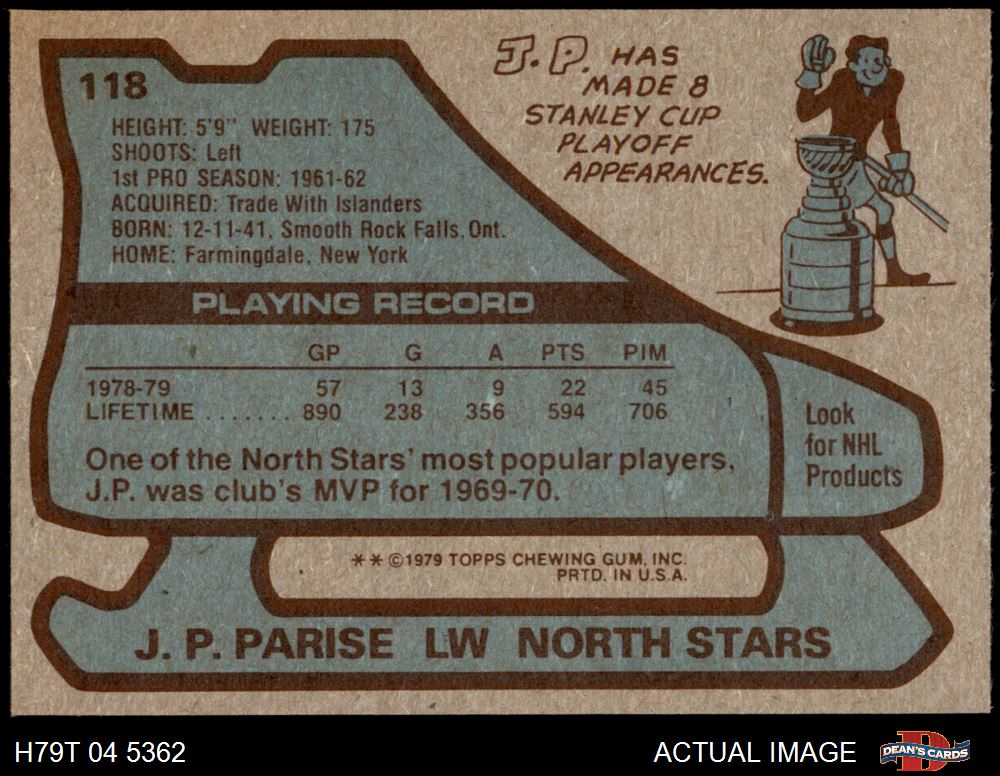 118
HEIGHT: 5'9" WEIGHT: 175
SHOOTS: Left
1st PRO SEASON: 1961-62
ACQUIRED: Trade With Islanders
BORN: 12-11-41, Smooth Rock Falls, Ont.
HOME: Farmingdale, New York
J.P. HAS
MADE 8
STANLEY CUP
PLAYOFF
APPEARANCES.
PLAYING RECORD
GP G A PTS PIM
1978-79 57 13 9 22 45
LIFETIME ....... 890 238 356 594 706
One of the North Stars' most popular players,
J.P. was club's MVP for 1969-70.
Look
for NHL
Products
**©1979 TOPPS CHEWING GUM, INC.
PRTD. IN U.S.A.
J. P. PARISE LW NORTH STARS
H79T 04 5362
ACTUAL IMAGE
DEAN'S CARDS